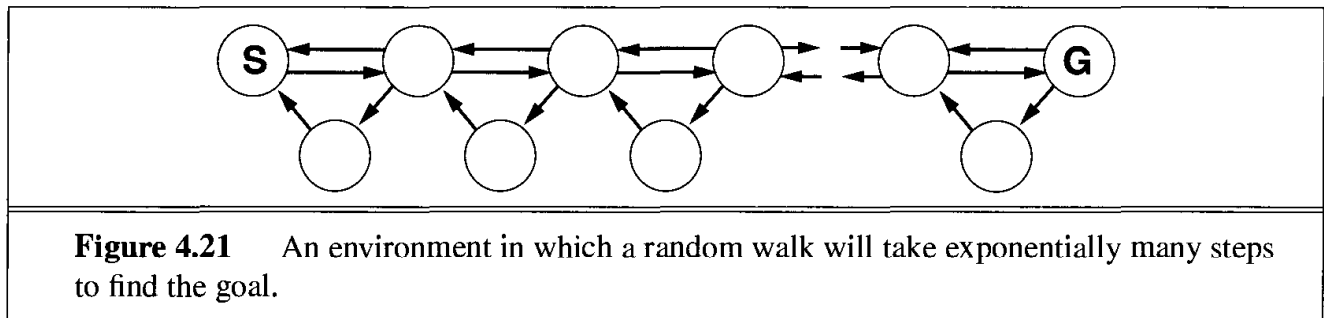 S G
Figure 4.21 An environment in which a random walk will take exponentially many steps
to find the goal.